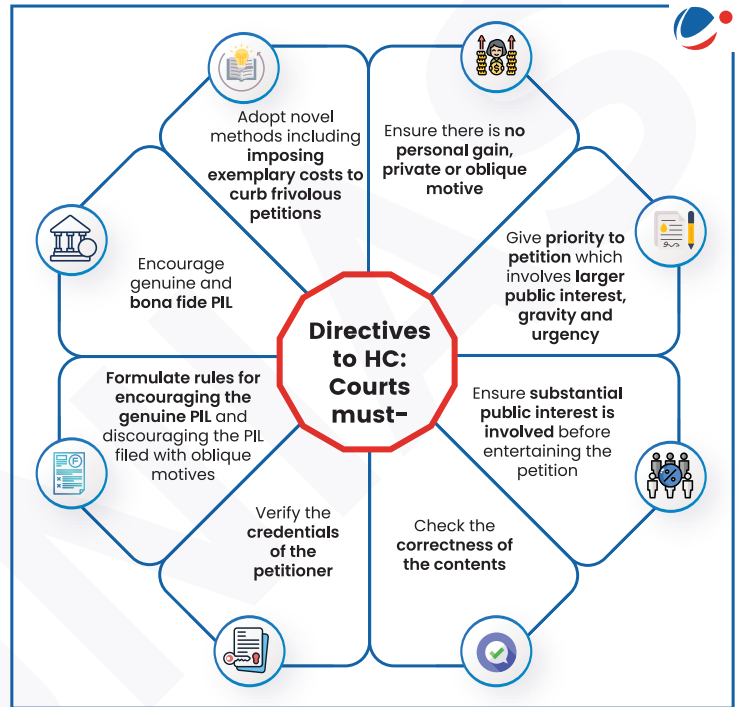 Directives
to HC:
Courts
must-
Adopt novel
methods including
imposing
exemplary costs to
curb frivolous
petitions
Ensure there is no
personal gain,
private or oblique
motive
Give priority to
petition which
involves larger
public interest,
gravity and
urgency
Ensure substantial
public interest is
involved before
entertaining the
petition
Check the
correctness of
the contents
Verify the
credentials
of the
petitioner
Formulate rules for
encouraging the
genuine PIL and
discouraging the PIL
filed with oblique
motives
Encourage
genuine and
bona fide PIL